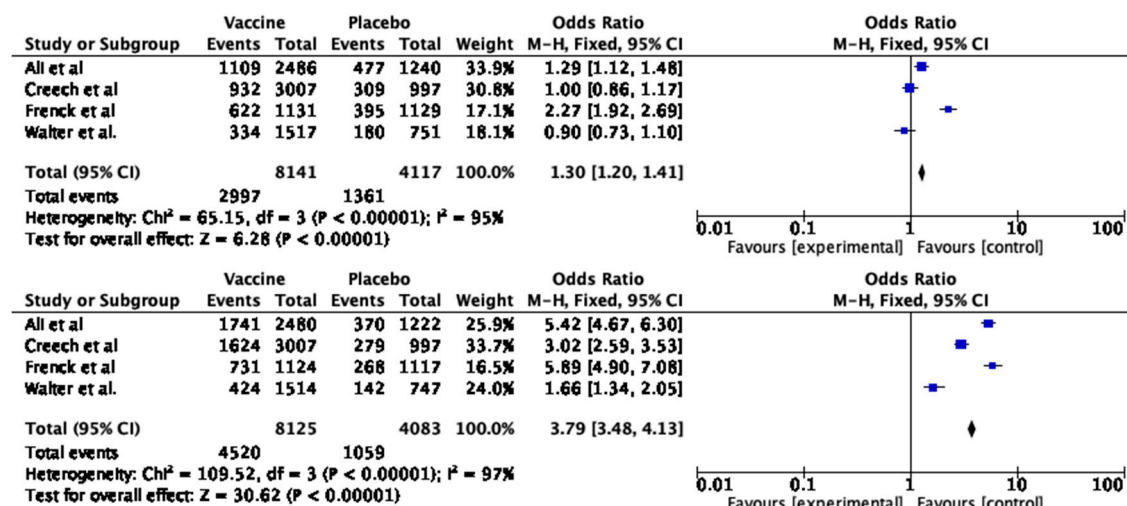 Vaccine Placebo Odds Ratio Odds Ratio
Study or Subgroup Events Total Events Total Weight M-H, Fixed, 95% CI M-H, Fixed, 95% CI
Ali et al 1109 2486 477 1240 33.9% 1.29 [1.12, 1.48]
Creech et al 932 3007 309 997 30.8% 1.00 [0.86, 1.17]
Frenck et al 622 1131 395 1129 17.1% 2.27 [1.92, 2.69]
Walter et al. 334 1517 180 751 18.1% 0.90 [0.73, 1.10]
Total (95% CI) 8141 4117 100.0% 1.30 [1.20, 1.41]
Total events 2997 1361
Heterogeneity: Chi² = 65.15, df = 3 (P < 0.00001); I² = 95%
Test for overall effect: Z = 6.28 (P < 0.00001)
0.01 0.1 1 10 100
Favours [experimental] Favours [control]
Vaccine Placebo Odds Ratio Odds Ratio
Study or Subgroup Events Total Events Total Weight M-H, Fixed, 95% CI M-H, Fixed, 95% CI
Ali et al 1741 2480 370 1222 25.9% 5.42 [4.67, 6.30]
Creech et al 1624 3007 279 997 33.7% 3.02 [2.59, 3.53]
Frenck et al 731 1124 268 1117 16.5% 5.89 [4.90, 7.08]
Walter et al. 424 1514 142 747 24.0% 1.66 [1.34, 2.05]
Total (95% CI) 8125 4083 100.0% 3.79 [3.48, 4.13]
Total events 4520 1059
Heterogeneity: Chi² = 109.52, df = 3 (P < 0.00001); I² = 97%
Test for overall effect: Z = 30.62 (P < 0.00001)
0.01 0.1 1 10 100
Favours [experimental] Favours [control]